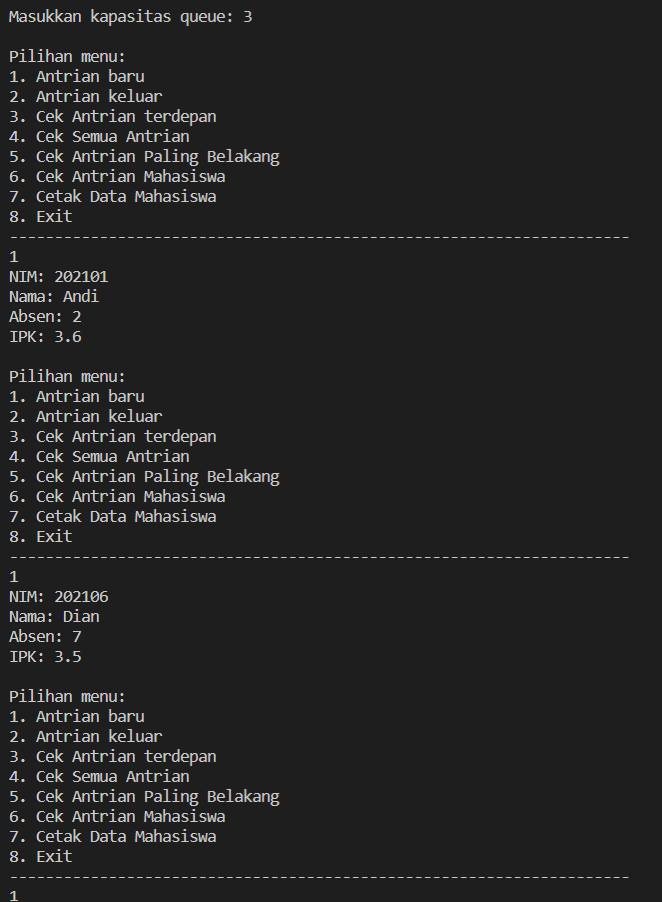 Masukkan kapasitas queue: 3
Pilihan menu:
1. Antrian baru
2. Antrian keluar
3. Cek Antrian terdepan
4. Cek Semua Antrian
5. Cek Antrian Paling Belakang
6. Cek Antrian Mahasiswa
7. Cetak Data Mahasiswa
8. Exit
---------------------------------------------------------------------
1
NIM: 202101
Nama: Andi
Absen: 2
IPK: 3.6
Pilihan menu:
1. Antrian baru
2. Antrian keluar
3. Cek Antrian terdepan
4. Cek Semua Antrian
5. Cek Antrian Paling Belakang
6. Cek Antrian Mahasiswa
7. Cetak Data Mahasiswa
8. Exit
---------------------------------------------------------------------
1
NIM: 202106
Nama: Dian
Absen: 7
IPK: 3.5
Pilihan menu:
1. Antrian baru
2. Antrian keluar
3. Cek Antrian terdepan
4. Cek Semua Antrian
5. Cek Antrian Paling Belakang
6. Cek Antrian Mahasiswa
7. Cetak Data Mahasiswa
8. Exit
---------------------------------------------------------------------
1